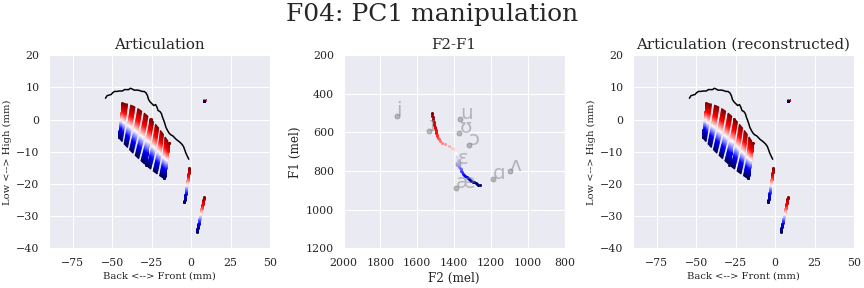 F04: PC1 manipulation
Articulation
Low <--> High (mm)
20
10
0
−10
−20
−30
−40
−75
−50
−25
0
25
50
Back <--> Front (mm)
F2-F1
F1 (mel)
200
400
600
800
1000
1200
i
u
ʊ
ɔ
ɛ
æ
ɑ
ʌ
2000
1800
1600
1400
1200
1000
800
F2 (mel)
Articulation (reconstructed)
Low <--> High (mm)
20
10
0
−10
−20
−30
−40
−75
−50
−25
0
25
50
Back <--> Front (mm)